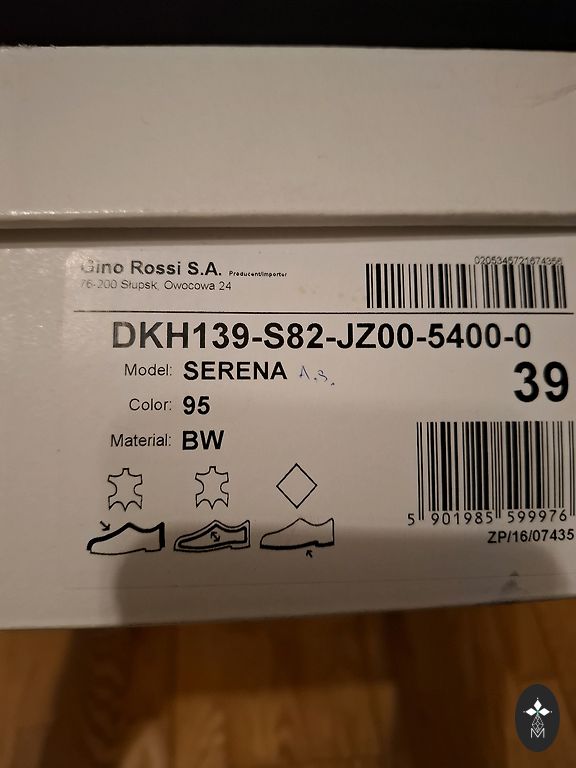 Gino Rossi S.A. Producent/Importer
76-200 Słupsk, Owocowa 24
0205345721674356
DKH139-S82-JZ00-5400-0
Model: SERENA
39
Color: 95
Material: BW
5 901985 599976
ZP/16/07435
M